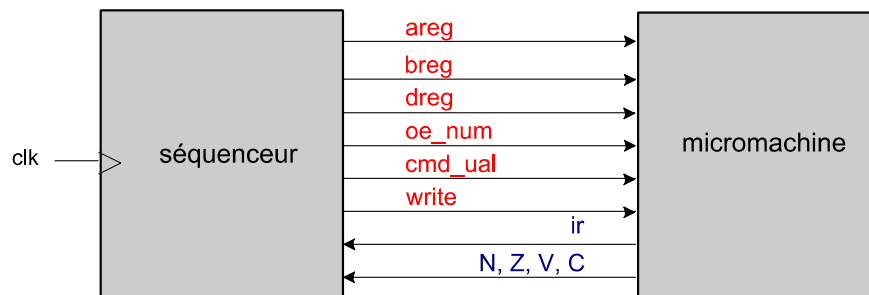 areg
breg
dreg
oe_num
cmd_ual
write
ir
N, Z, V, C
clk
séquenceur
micromachine